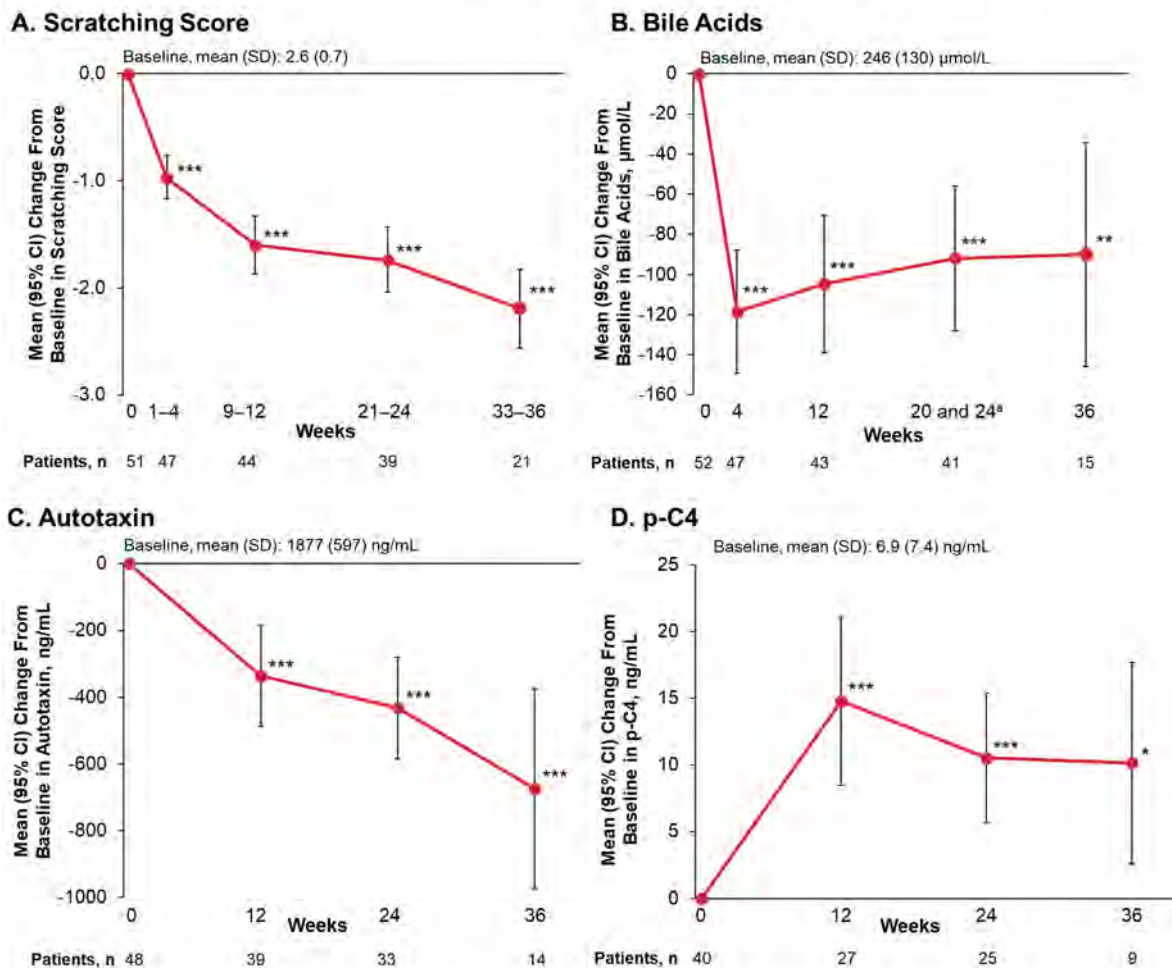 A. Scratching Score
Baseline, mean (SD): 2.6 (0.7)
Mean (95% CI) Change From
Baseline in Scratching Score
0.0
-1.0
-2.0
-3.0
***
***
***
***
0 1–4 9–12 21–24 33–36
Weeks
Patients, n 51 47 44 39 21
B. Bile Acids
Baseline, mean (SD): 246 (130) µmol/L
Mean (95% CI) Change From
Baseline in Bile Acids, µmol/L
0
-20
-40
-60
-80
-100
-120
-140
-160
***
***
***
**
0 4 12 20 and 24ª 36
Weeks
Patients, n 52 47 43 41 15
C. Autotaxin
Baseline, mean (SD): 1877 (597) ng/mL
Mean (95% CI) Change From
Baseline in Autotaxin, ng/mL
0
-200
-400
-600
-800
-1000
***
***
***
0 12 24 36
Weeks
Patients, n 48 39 33 14
D. p-C4
Baseline, mean (SD): 6.9 (7.4) ng/mL
Mean (95% CI) Change From
Baseline in p-C4, ng/mL
25
20
15
10
5
0
***
***
*
0 12 24 36
Weeks
Patients, n 40 27 25 9